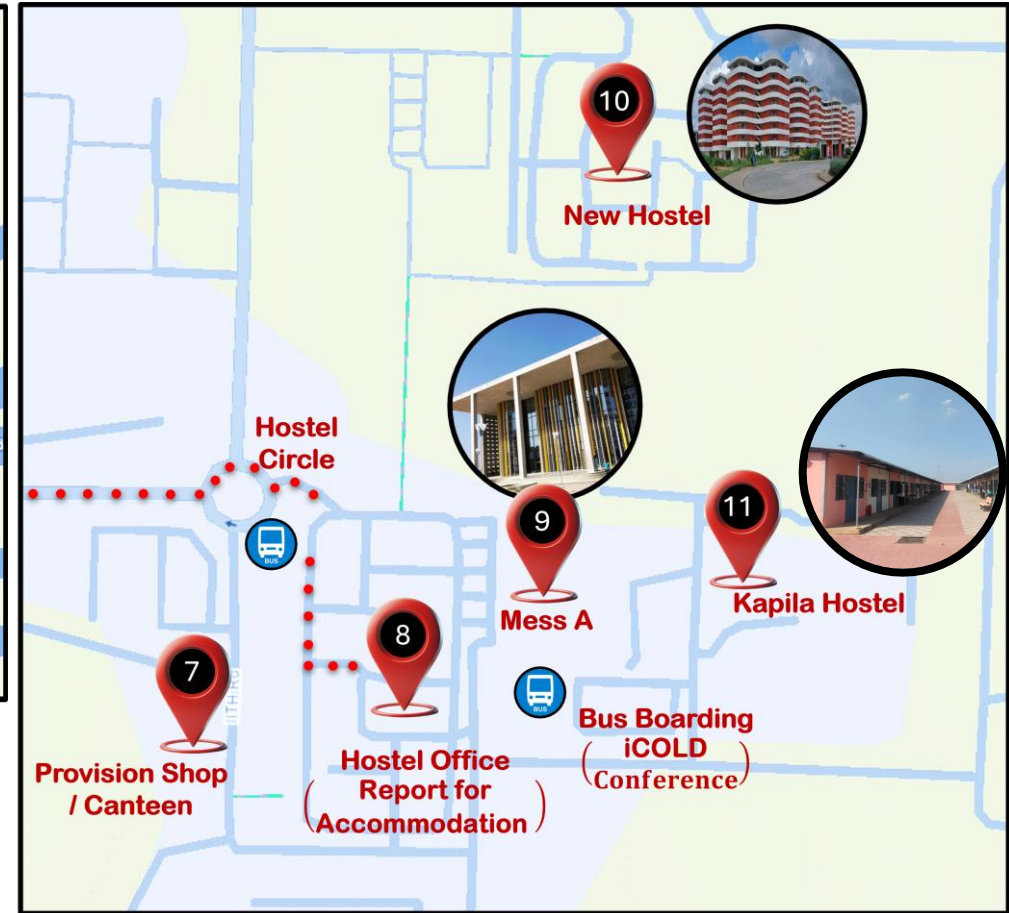 10
New Hostel
Hostel
Circle
9
Mess A
11
Kapila Hostel
BUS
8
Hostel Office
Report for
(Accommodation)
7
Provision Shop
/ Canteen
BUS
Bus Boarding
iCOLD
(Conference)